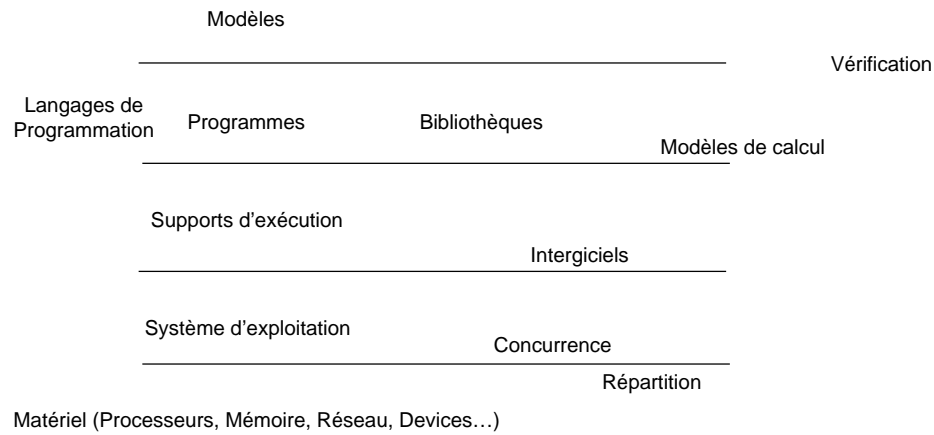 Modèles
Vérification
Langages de
Programmation
Programmes
Bibliothèques
Modèles de calcul
Supports d'exécution
Intergiciels
Système d'exploitation
Concurrence
Répartition
Matériel (Processeurs, Mémoire, Réseau, Devices…)